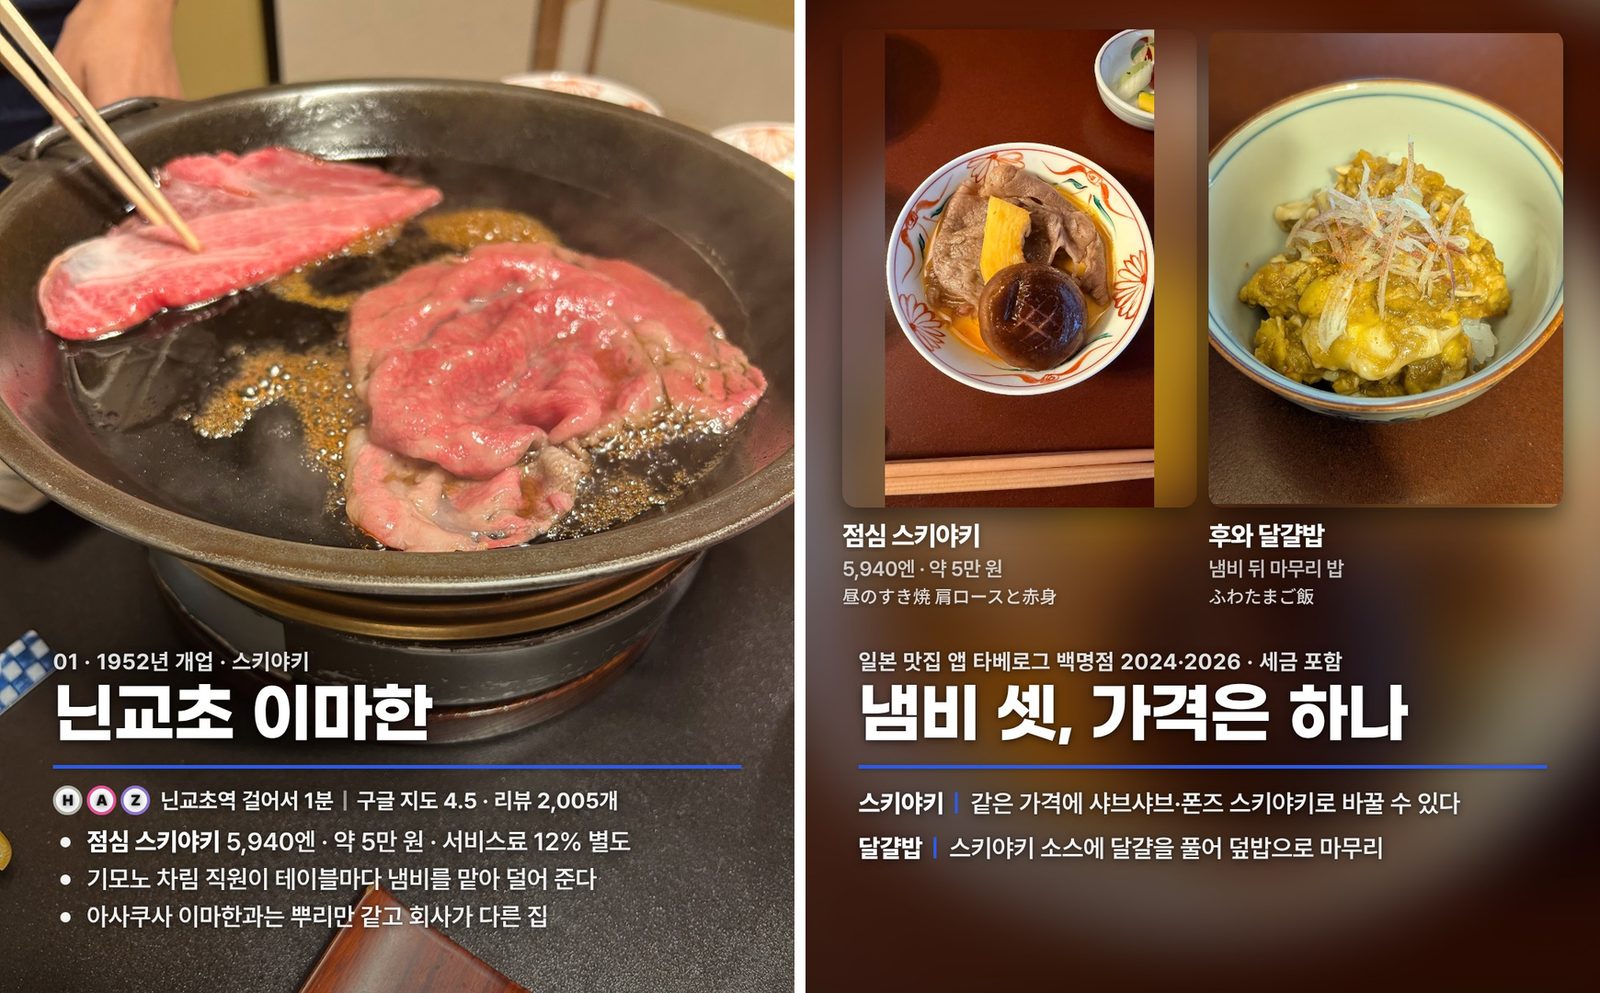 01 · 1952년 개업 · 스키야키
닌교초 이마한
H A Z 닌교초역 걸어서 1분 | 구글 지도 4.5 · 리뷰 2,005개
• 점심 스키야키 5,940엔 · 약 5만 원 · 서비스료 12% 별도
• 기모노 차림 직원이 테이블마다 냄비를 맡아 덜어 준다
• 아사쿠사 이마한과는 뿌리만 같고 회사가 다른 집
점심 스키야키
5,940엔 · 약 5만 원
昼のすき焼 肩ロースと赤身
후와 달걀밥
냄비 뒤 마무리 밥
ふわたまご飯
일본 맛집 앱 타베로그 백명점 2024·2026 · 세금 포함
냄비 셋, 가격은 하나
스키야키 | 같은 가격에 샤브샤브·폰즈 스키야키로 바꿀 수 있다
달걀밥 | 스키야키 소스에 달걀을 풀어 덮밥으로 마무리